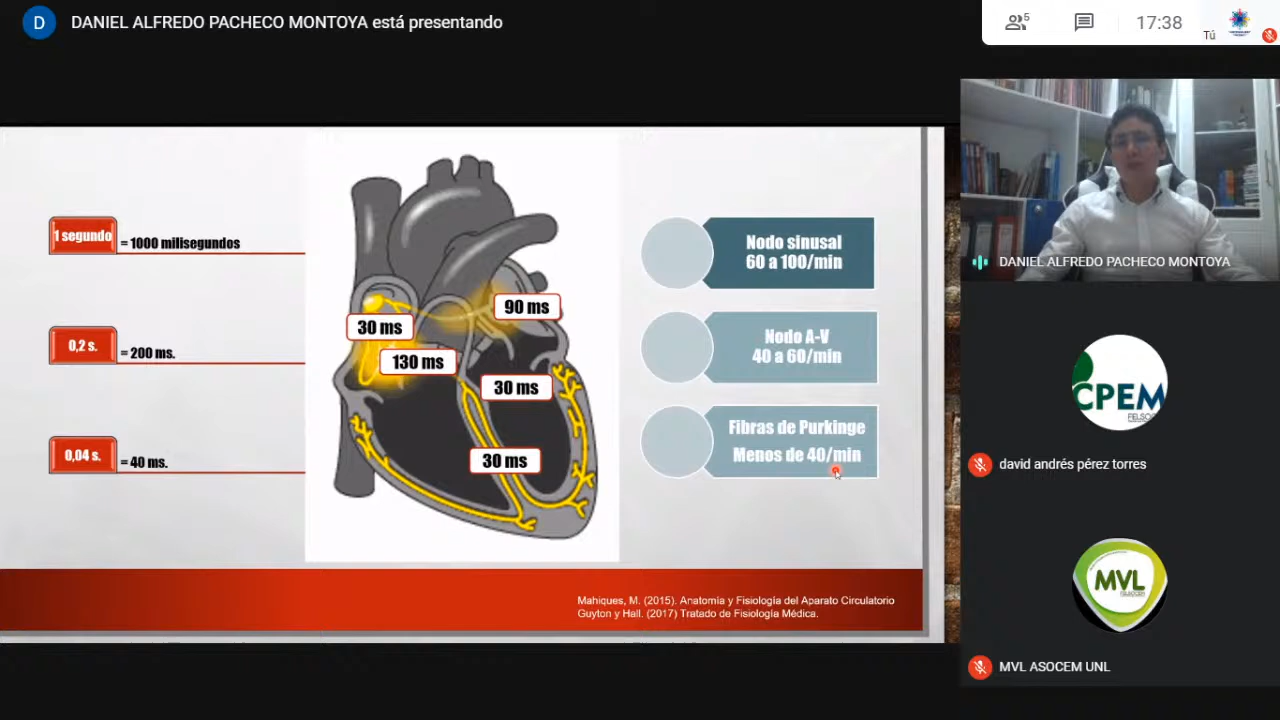 D
DANIEL ALFREDO PACHECO MONTOYA está presentando
5
17:38
Tú
1 segundo
= 1000 milisegundos
0,2 s.
= 200 ms.
0,04 s.
= 40 ms.
90 ms
30 ms
130 ms
30 ms
30 ms
Nodo sinusal
60 a 100/min
Nodo A-V
40 a 60/min
Fibras de Purkinge
Menos de 40/min
Mahiques, M. (2015). Anatomía y Fisiología del Aparato Circulatorio
Guyton y Hall. (2017) Tratado de Fisiología Médica.
DANIEL ALFREDO PACHECO MONTOYA
CPEM
david andrés pérez torres
MVL
MVL ASOCEM UNL